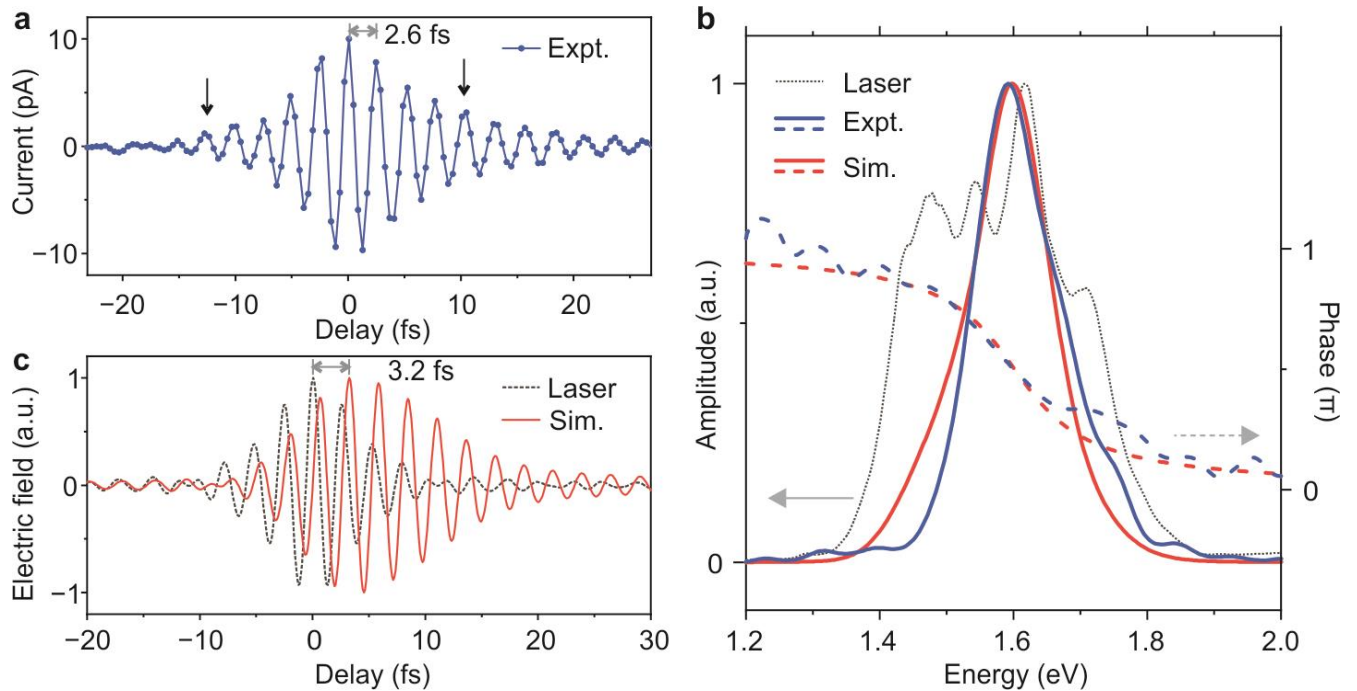 a
10
0
−10
Current (pA)
2.6 fs
Expt.
−20
−10
0
10
20
Delay (fs)
b
1
0
Amplitude (a.u.)
Laser
Expt.
Sim.
1
0
Phase (π)
1.2
1.4
1.6
1.8
2.0
Energy (eV)
c
1
0
−1
Electric field (a.u.)
3.2 fs
Laser
Sim.
−20
−10
0
10
20
30
Delay (fs)